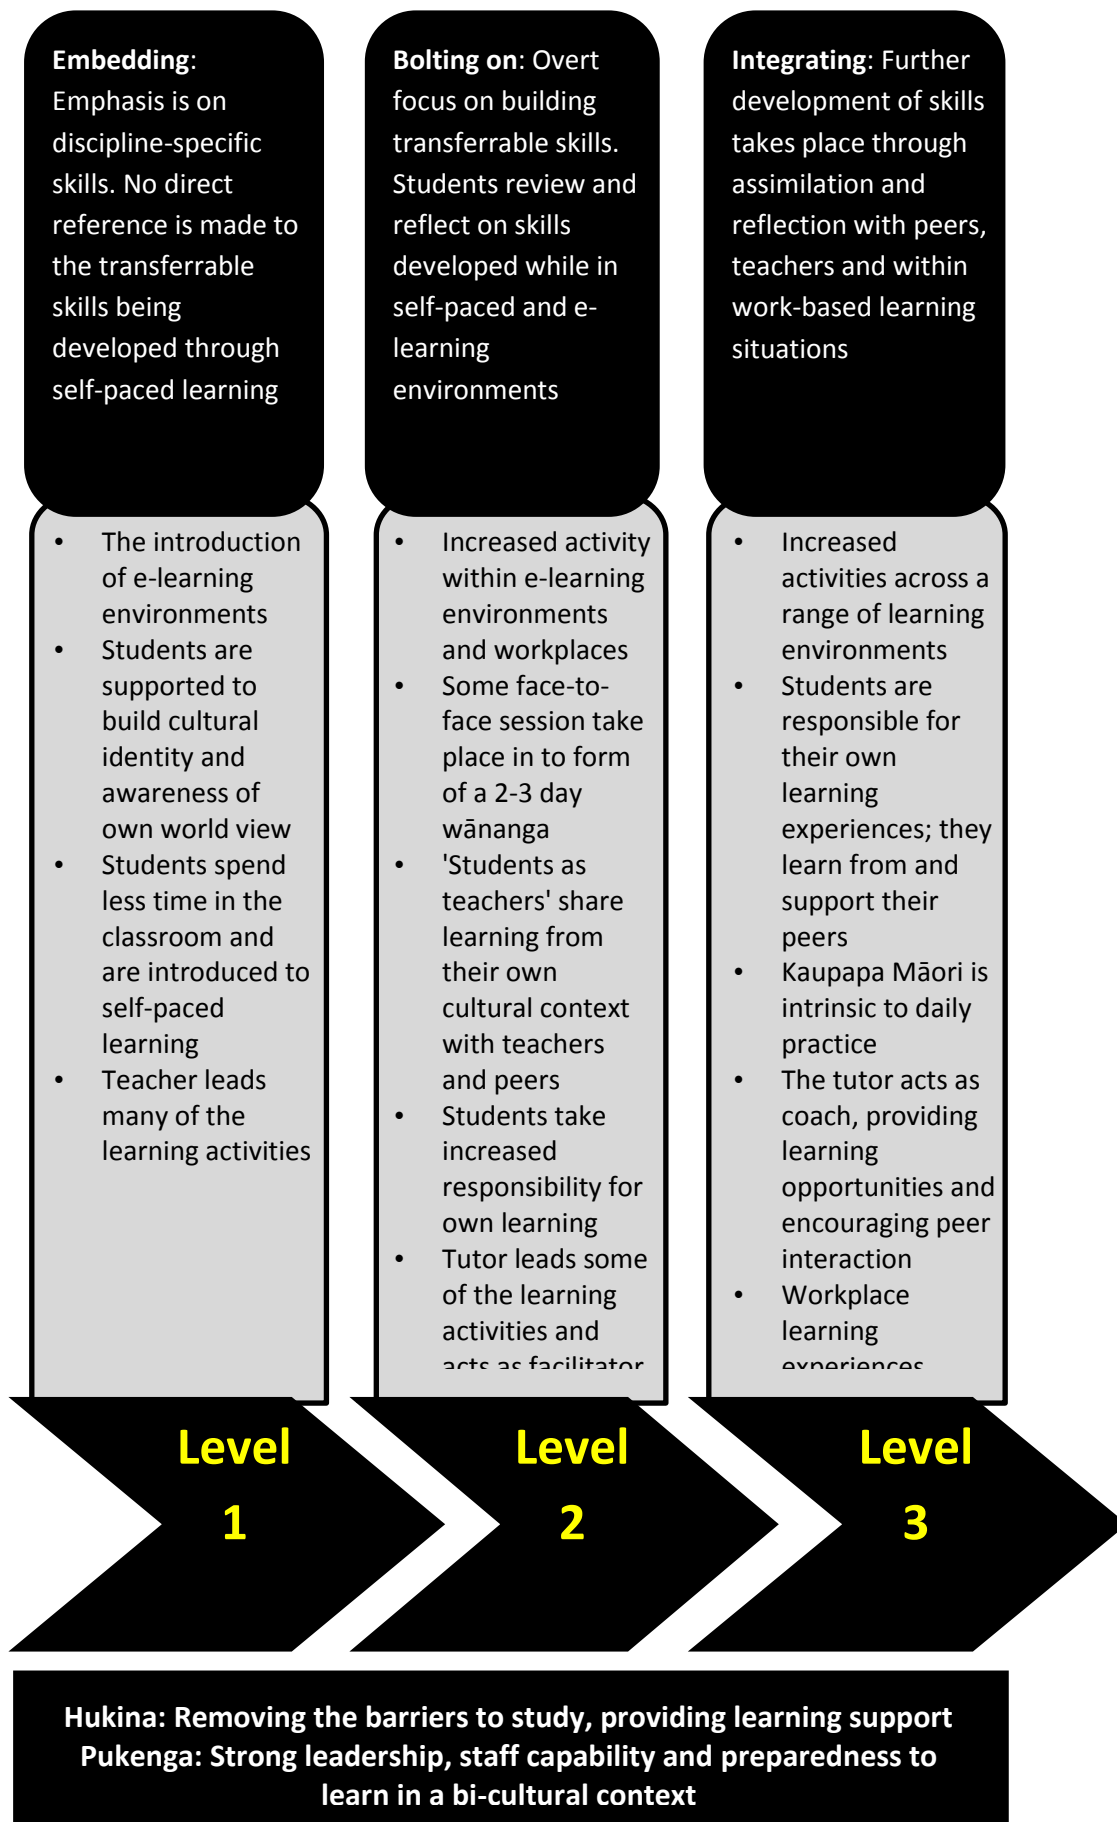 Embedding:
Emphasis is on
discipline-specific
skills. No direct
reference is made to
the transferrable
skills being
developed through
self-paced learning
• The introduction
of e-learning
environments
• Students are
supported to
build cultural
identity and
awareness of
own world view
• Students spend
less time in the
classroom and
are introduced to
self-paced
learning
• Teacher leads
many of the
learning activities
Level
1
Bolting on: Overt
focus on building
transferrable skills.
Students review and
reflect on skills
developed while in
self-paced and e-
learning
environments
• Increased activity
within e-learning
environments
and workplaces
• Some face-to-
face session take
place in to form
of a 2-3 day
wānanga
• 'Students as
teachers' share
learning from
their own
cultural context
with teachers
and peers
• Students take
increased
responsibility for
own learning
• Tutor leads some
of the learning
activities and
acts as facilitator
Level
2
Integrating: Further
development of skills
takes place through
assimilation and
reflection with peers,
teachers and within
work-based learning
situations
• Increased
activities across a
range of learning
environments
• Students are
responsible for
their own
learning
experiences; they
learn from and
support their
peers
• Kaupapa Māori is
intrinsic to daily
practice
• The tutor acts as
coach, providing
learning
opportunities and
encouraging peer
interaction
• Workplace
learning
experiences
Level
3
Hukina: Removing the barriers to study, providing learning support
Pukenga: Strong leadership, staff capability and preparedness to
learn in a bi-cultural context